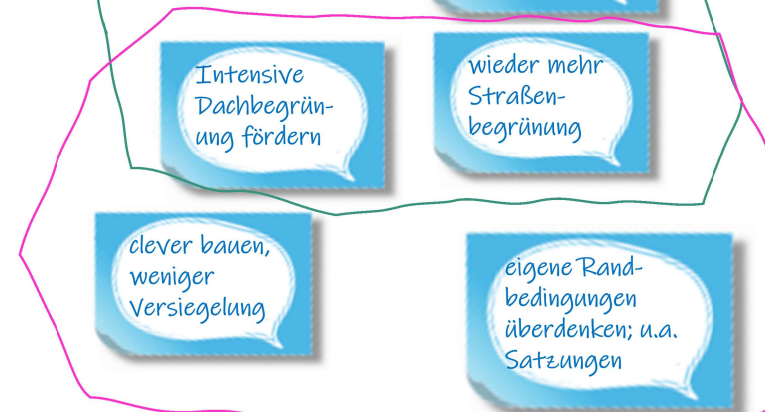 Intensive
Dachbegrün-
ung fördern
wieder mehr
Straßen-
begrünung
clever bauen,
weniger
Versiegelung
eigene Rand-
bedingungen
überdenken; u.a.
Satzungen